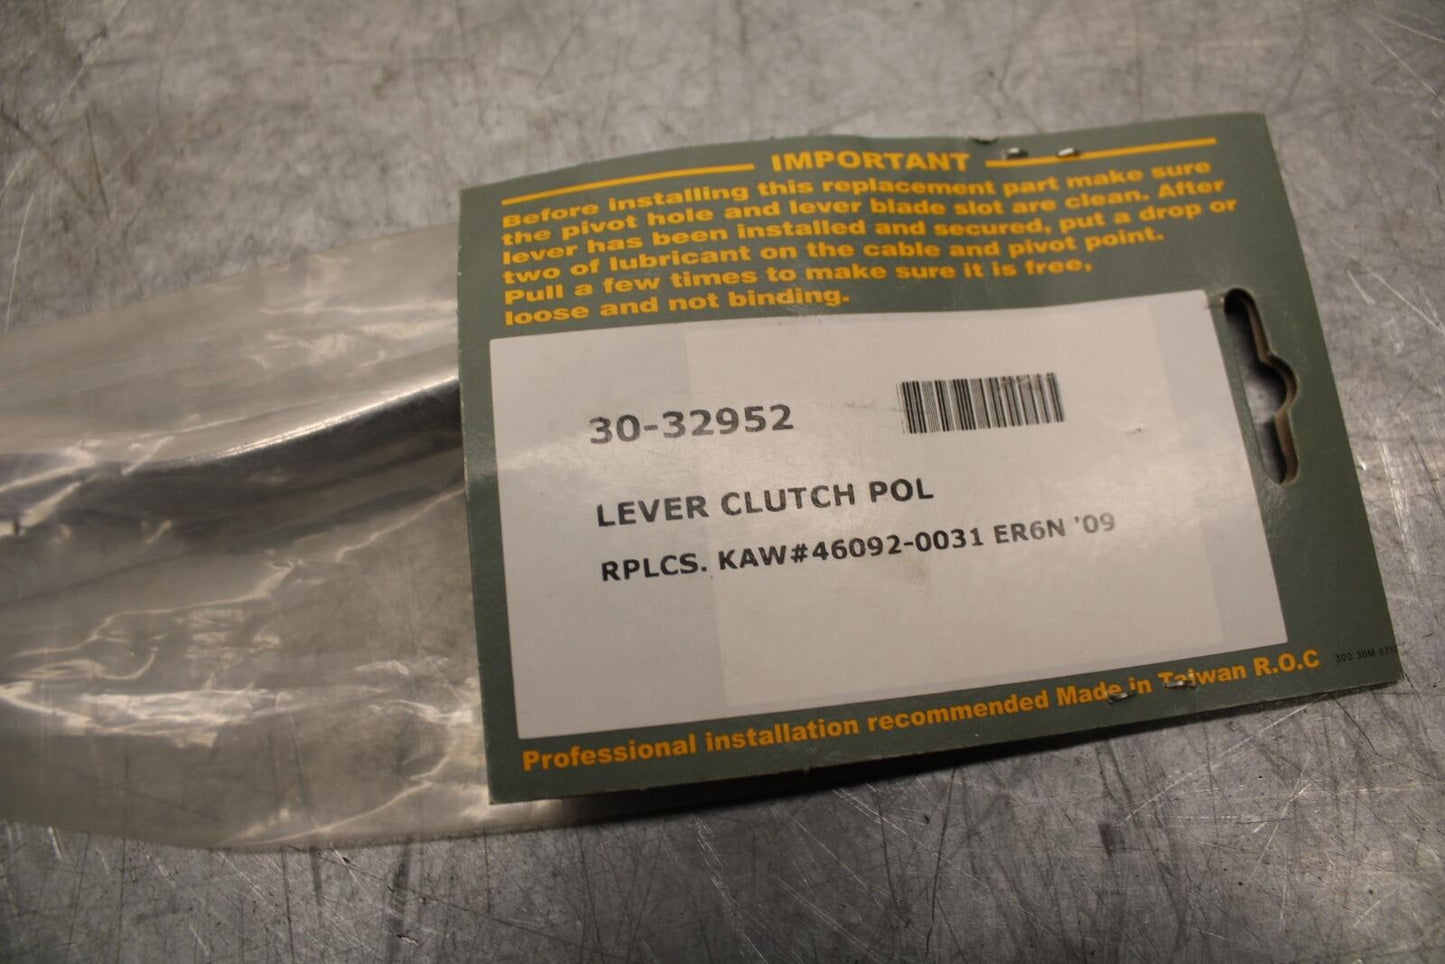 IMPORTANT
Before installing this replacement part make sure
the pivot hole and lever blade slot are clean. After
lever has been installed and secured, put a drop or
two of lubricant on the cable and pivot point.
Pull a few times to make sure it is free,
loose and not binding.
30-32952
LEVER CLUTCH POL
RPLCS. KAW#46092-0031 ER6N '09
Professional installation recommended Made in Taiwan R.O.C
300 30M